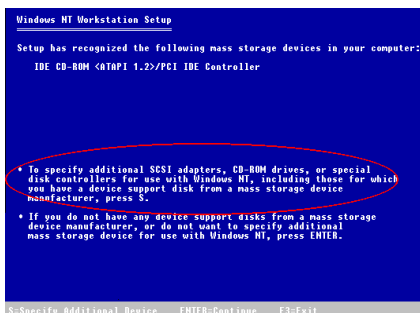 Windows NT Workstation Setup
Setup has recognized the following mass storage devices in your computer:
IDE CD-ROM <ATAPI 1.2>/PCI IDE Controller
• To specify additional SCSI adapters, CD-ROM drives, or special
disk controllers for use with Windows NT, including those for which
you have a device support disk from a mass storage device
manufacturer, press S.
• If you do not have any device support disks from a mass storage
device manufacturer, or do not want to specify additional
mass storage device for use with Windows NT, press ENTER.
S=Specify Additional Device ENTER=Continue F3=Exit